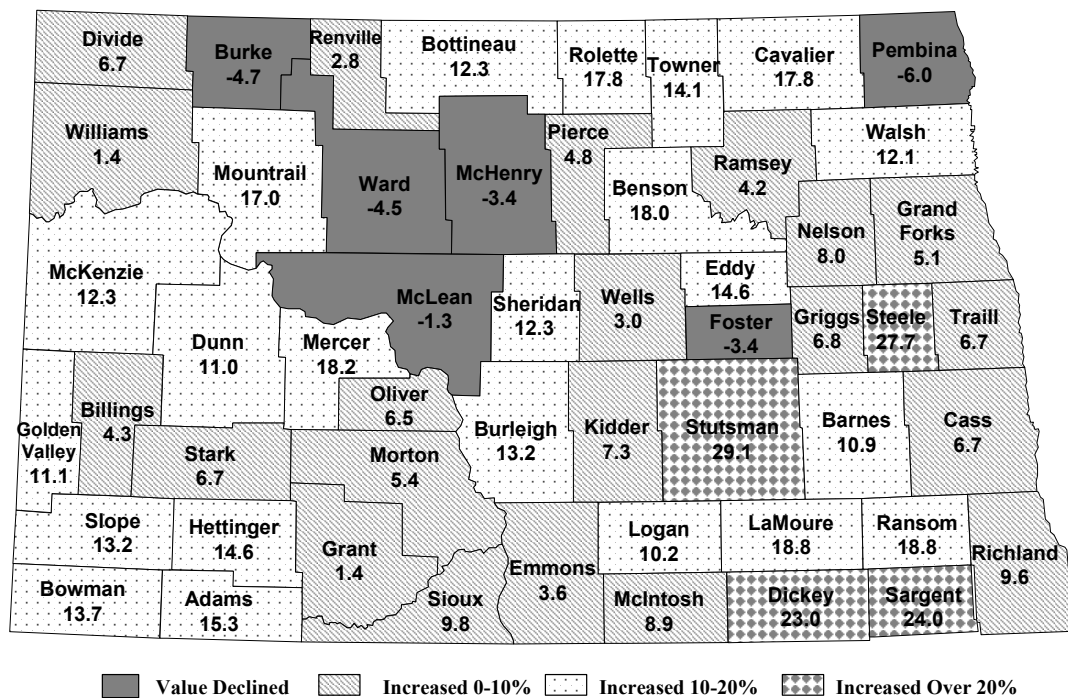 Divide
6.7
Burke
-4.7
Renville
2.8
Bottineau
12.3
Rolette
17.8
Towner
14.1
Cavalier
17.8
Pembina
-6.0
Williams
1.4
Mountrail
17.0
Ward
-4.5
McHenry
-3.4
Pierce
4.8
Benson
18.0
Ramsey
4.2
Walsh
12.1
Nelson
8.0
Grand
Forks
5.1
McKenzie
12.3
Dunn
11.0
Mercer
18.2
McLean
-1.3
Sheridan
12.3
Wells
3.0
Eddy
14.6
Foster
-3.4
Griggs
6.8
Steele
27.7
Traill
6.7
Golden
Valley
11.1
Billings
4.3
Stark
6.7
Oliver
6.5
Morton
5.4
Burleigh
13.2
Kidder
7.3
Stutsman
29.1
Barnes
10.9
Cass
6.7
Slope
13.2
Hettinger
14.6
Grant
1.4
Sioux
9.8
Emmons
3.6
Logan
10.2
LaMoure
18.8
Ransom
18.8
Richland
9.6
Bowman
13.7
Adams
15.3
McIntosh
8.9
Dickey
23.0
Sargent
24.0
Value Declined Increased 0-10% Increased 10-20% Increased Over 20%